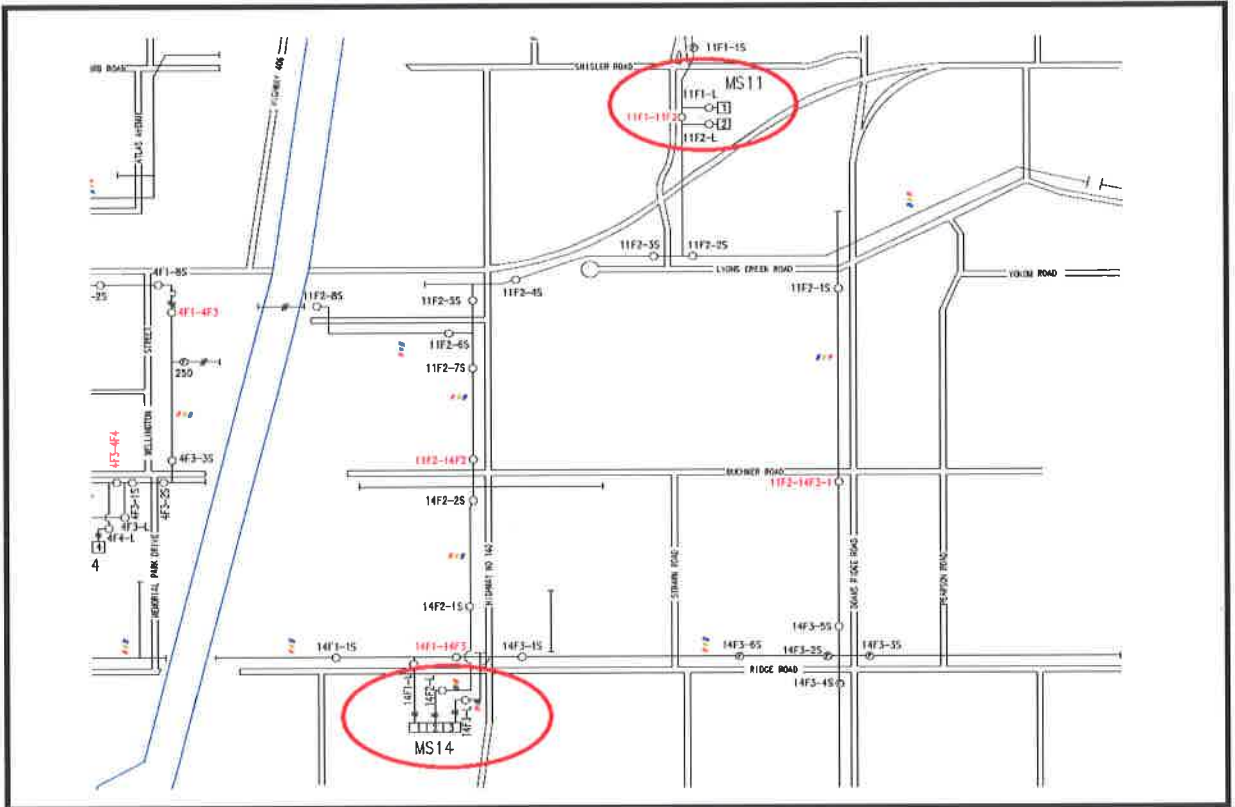 11F1-1S
SHISLER ROAD
HIGHWAY 406
MS11
11F1-L
1
11F1-11F2
2
11F2-L
ATLAS AVENUE
11F2-3S
11F2-2S
LYONS CREEK ROAD
YOKOM ROAD
4F1-8S
-2S
11F2-8S
11F2-5S
11F2-4S
11F2-1S
4F1-4F3
STREET
11F2-6S
250
11F2-7S
WELLINGTON
4F3-4F4
4F3-3S
11F2-14F2
BUCHNER ROAD
11F2-14F3-1
4F3-1S
4F3-2S
14F2-2S
4F3-L
4F4-L
4
4
MEMORIAL PARK DRIVE
HIGHWAY NO 140
DOANS RIDGE ROAD
PEARSON ROAD
14F2-1S
14F3-5S
14F1-1S
14F1-14F3
14F3-1S
14F3-6S
14F3-2S
14F3-3S
RIDGE ROAD
14F1-L
14F2-L
14F3-4S
14F3-L
MS14